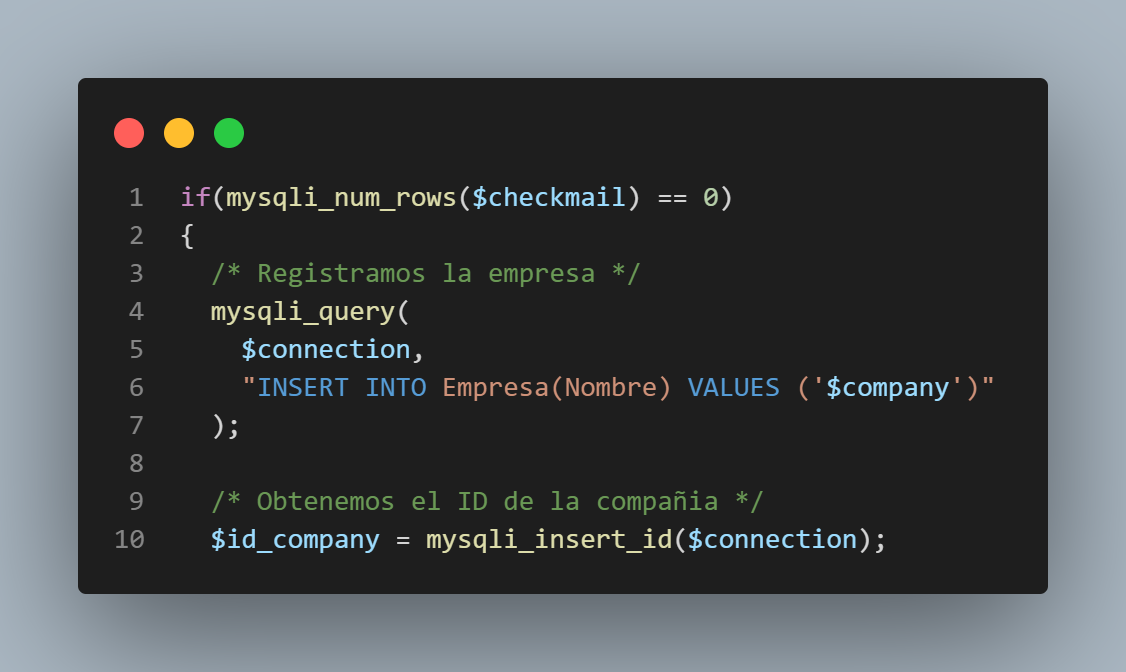 1 if(mysqli_num_rows($checkmail) == 0)
2 {
3   /* Registramos la empresa */
4   mysqli_query(
5     $connection,
6     "INSERT INTO Empresa(Nombre) VALUES ('$company')"
7   );
8
9   /* Obtenemos el ID de la compañia */
10   $id_company = mysqli_insert_id($connection);